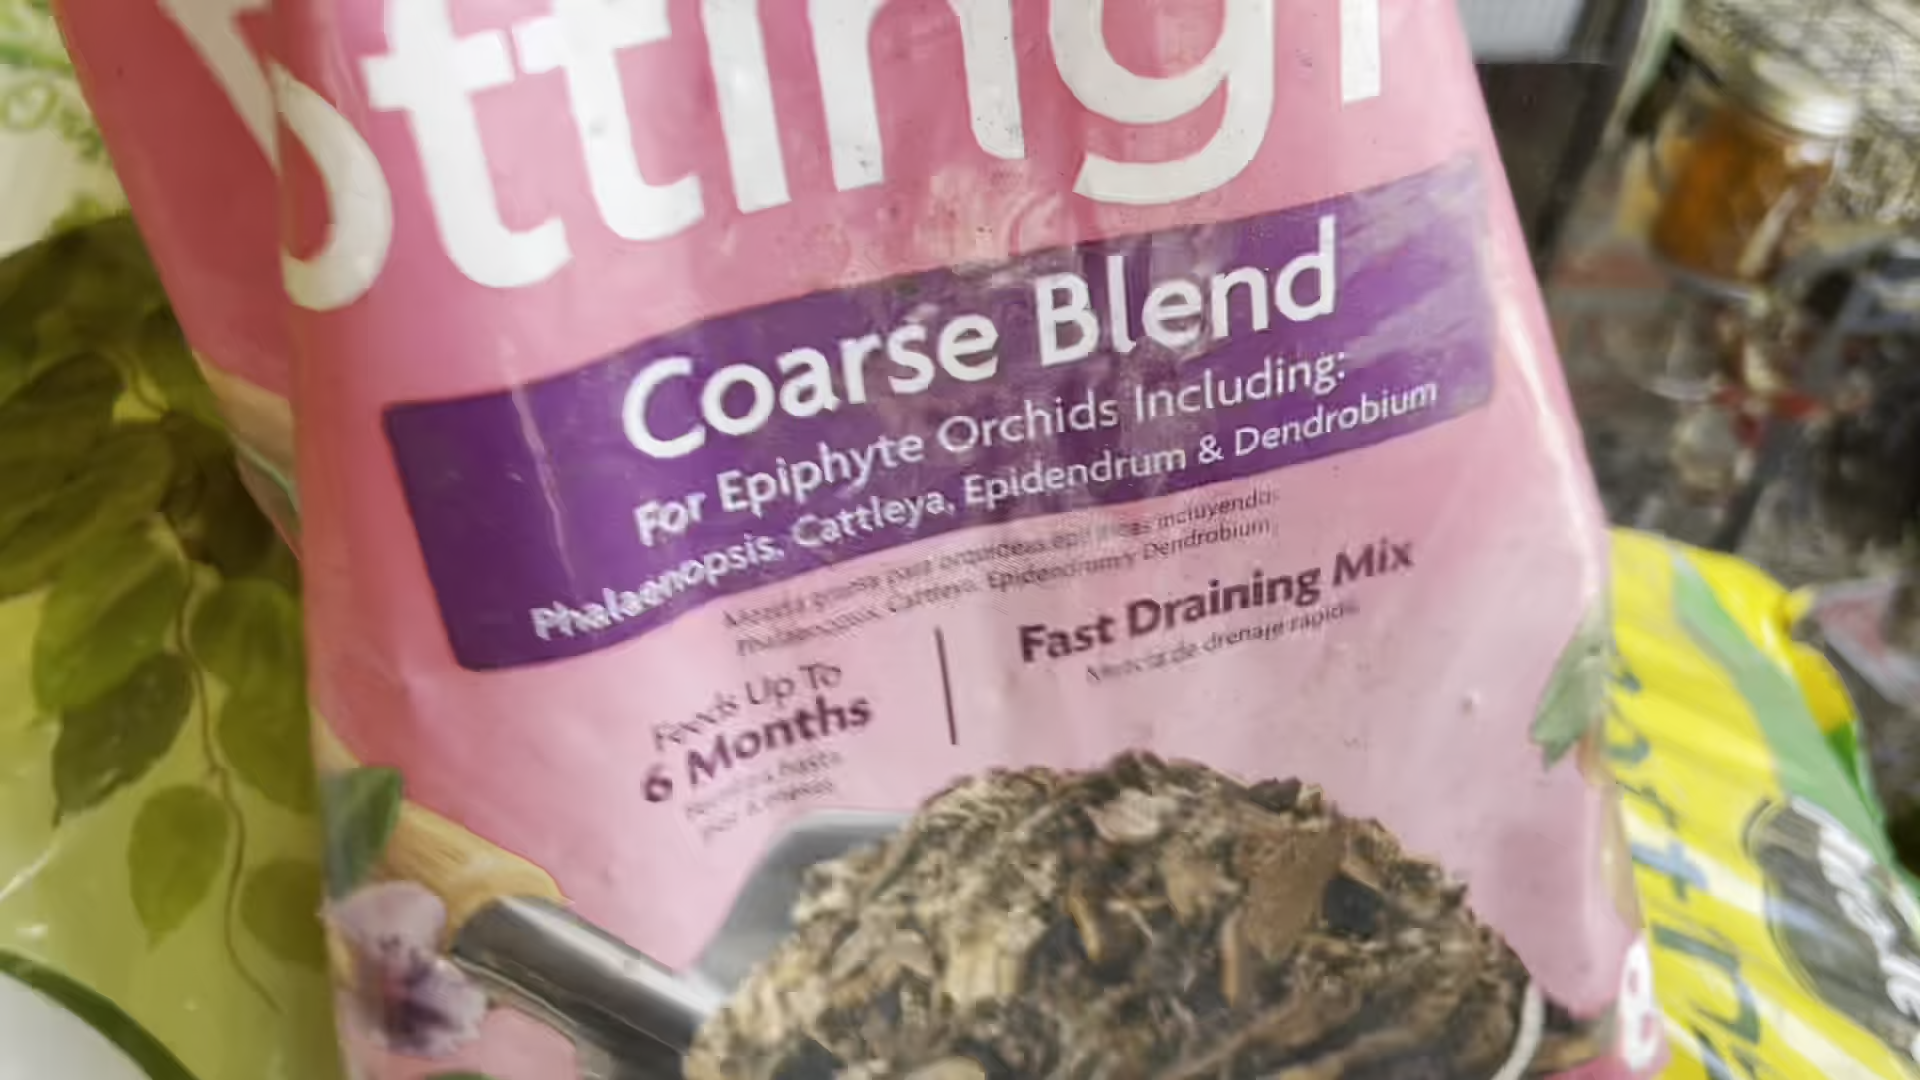 otting
Coarse Blend
For Epiphyte Orchids Including:
Phalaenopsis, Cattleya, Epidendrum & Dendrobium
Mezcla gruesa para orquídeas epífitas incluyendo:
Phalaenopsis, Cattleya, Epidendrum y Dendrobium
Feeds Up To
6 Months
Fast Draining Mix
Mezcla de drenaje rápido
8